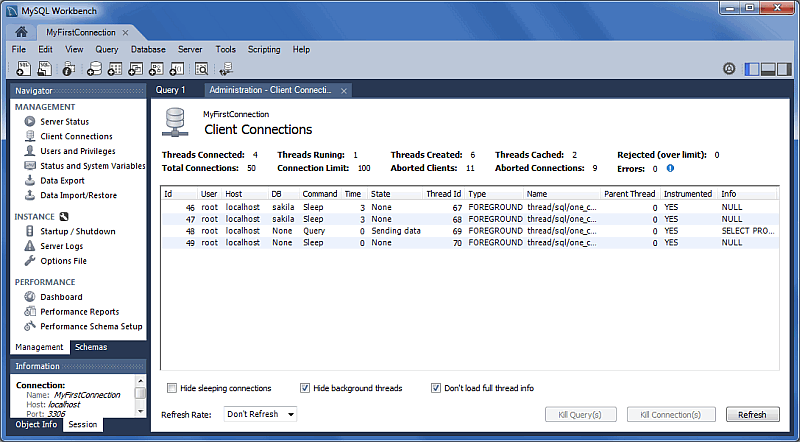 MySQL Workbench
MyFirstConnection ×
File Edit View Query Database Server Tools Scripting Help
Navigator
MANAGEMENT
Server Status
Client Connections
Users and Privileges
Status and System Variables
Data Export
Data Import/Restore
INSTANCE
Startup / Shutdown
Server Logs
Options File
PERFORMANCE
Dashboard
Performance Reports
Performance Schema Setup
Management Schemas
Information
Connection:
Name: MyFirstConnection
Host: localhost
Port: 3306
Object Info Session
Query 1 Administration - Client Connecti... ×
MyFirstConnection
Client Connections
Threads Connected: 4 Threads Runing: 1 Threads Created: 6 Threads Cached: 2 Rejected (over limit): 0
Total Connections: 50 Connection Limit: 100 Aborted Clients: 11 Aborted Connections: 9 Errors: 0
Id User Host DB Command Time State Thread Id Type Name Parent Thread Instrumented Info
46 root localhost sakila Sleep 3 None 67 FOREGROUND thread/sql/one_c... 0 YES NULL
47 root localhost sakila Sleep 3 None 68 FOREGROUND thread/sql/one_c... 0 YES NULL
48 root localhost None Query 0 Sending data 69 FOREGROUND thread/sql/one_c... 0 YES SELECT PRO...
49 root localhost None Sleep 0 None 70 FOREGROUND thread/sql/one_c... 0 YES NULL
Hide sleeping connections Hide background threads Don't load full thread info
Refresh Rate: Don't Refresh Kill Query(s) Kill Connection(s) Refresh